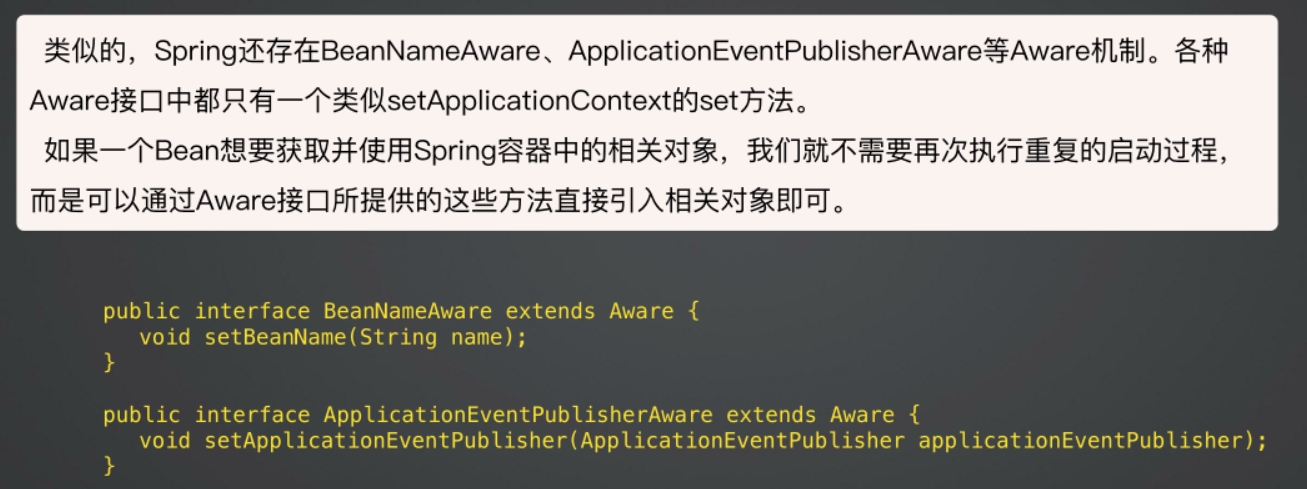 类似的，Spring还存在BeanNameAware、ApplicationEventPublisherAware等Aware机制。各种
Aware接口中都只有一个类似setApplicationContext的set方法。
如果一个Bean想要获取并使用Spring容器中的相关对象，我们就不需要再次执行重复的启动过程，
而是可以通过Aware接口所提供的这些方法直接引入相关对象即可。
public interface BeanNameAware extends Aware {
void setBeanName(String name);
}
public interface ApplicationEventPublisherAware extends Aware {
void setApplicationEventPublisher(ApplicationEventPublisher applicationEventPublisher);
}